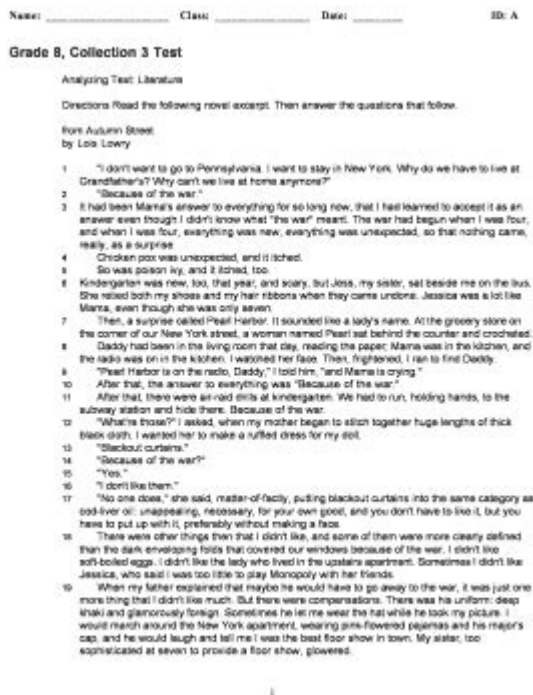 Name: ____________________ Class: ____________________ Date: __________ ID: A
Grade 8, Collection 3 Test
Analyzing Text: Literature
Directions Read the following novel excerpt. Then answer the questions that follow.
from Autumn Street
by Lois Lowry
1 "I don't want to go to Pennsylvania. I want to stay in New York. Why do we have to live at
Grandfather's? Why can't we live at home anymore?"
2 "Because of the war."
3 It had been Mama's answer to everything for so long now, that I had learned to accept it as an
answer even though I didn't know what "the war" meant. The war had begun when I was four,
and when I was four, everything was new, everything was unexpected, so that nothing came,
really, as a surprise.
4 Chicken pox was unexpected, and it itched.
5 So was poison ivy, and it itched, too.
6 Kindergarten was new, too, that year, and scary, but Jess, my sister, sat beside me on the bus.
She retied both my shoes and my hair ribbons when they came undone. Jessica was a lot like
Mama, even though she was only seven.
7 Then, a surprise called Pearl Harbor. It sounded like a lady's name. At the grocery store on
the corner of our New York street, a woman named Pearl sat behind the counter and crocheted.
8 Daddy had been in the living room that day, reading the paper; Mama was in the kitchen, and
the radio was on in the kitchen. I watched her face. Then, frightened, I ran to find Daddy.
9 "Pearl Harbor is on the radio, Daddy," I told him, "and Mama is crying."
10 After that, the answer to everything was "Because of the war."
11 After that, there were air-raid drills at kindergarten. We had to run, holding hands, to the
subway station and hide there. Because of the war.
12 "What're those?" I asked, when my mother began to stitch together huge lengths of thick
black cloth. I wanted her to make a ruffled dress for my doll.
13 "Blackout curtains."
14 "Because of the war?"
15 "Yes."
16 "I don't like them."
17 "No one does," she said, matter-of-factly, putting blackout curtains into the same category as
cod-liver oil: unappealing, necessary, for your own good, and you don't have to like it, but you
have to put up with it, preferably without making a face.
18 There were other things then that I didn't like, and some of them were more clearly defined
than the dark enveloping folds that covered our windows because of the war. I didn't like
soft-boiled eggs. I didn't like the lady who lived in the upstairs apartment. Sometimes I didn't like
Jessica, who said I was too little to play Monopoly with her friends.
19 When my father explained that maybe he would have to go away to the war, it was just one
more thing that I didn't like much. But there were compensations. There was his uniform: deep
khaki and glamorously foreign. Sometimes he let me wear the hat while he took my picture. I
would march around the New York apartment, wearing pink-flowered pajamas and his major's
cap, and he would laugh and tell me I was the best floor show in town. My sister, too
sophisticated at seven to provide a floor show, glowered.
1